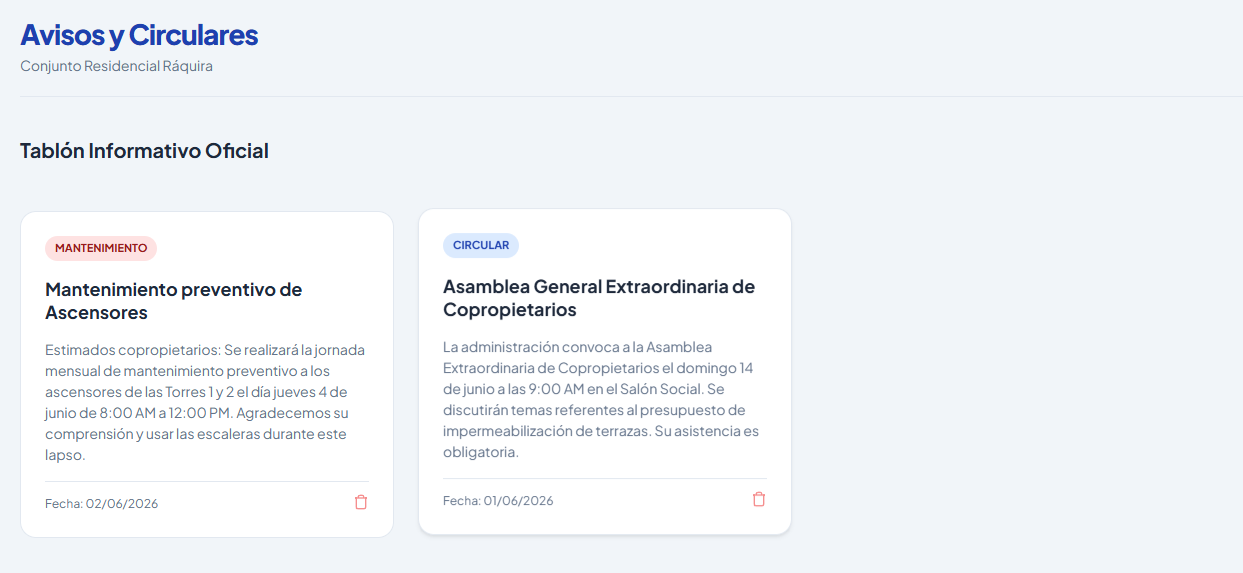 Avisos y Circulares
Conjunto Residencial Ráquira
Tablón Informativo Oficial
MANTENIMIENTO
Mantenimiento preventivo de
Ascensores
Estimados copropietarios: Se realizará la jornada
mensual de mantenimiento preventivo a los
ascensores de las Torres 1 y 2 el día jueves 4 de
junio de 8:00 AM a 12:00 PM. Agradecemos su
comprensión y usar las escaleras durante este
lapso.
Fecha: 02/06/2026
CIRCULAR
Asamblea General Extraordinaria de
Copropietarios
La administración convoca a la Asamblea
Extraordinaria de Copropietarios el domingo 14
de junio a las 9:00 AM en el Salón Social. Se
discutirán temas referentes al presupuesto de
impermeabilización de terrazas. Su asistencia es
obligatoria.
Fecha: 01/06/2026